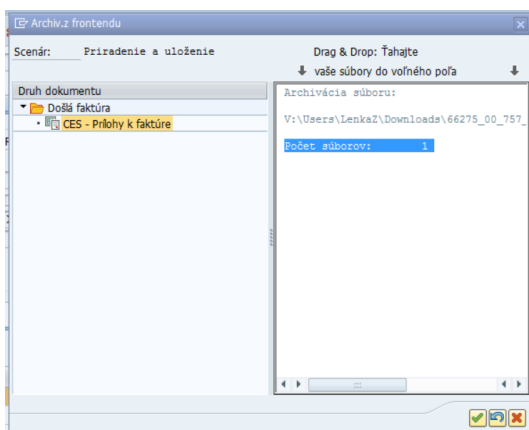 Archiv.z frontendu
Scenár: Priradenie a uloženie
Drag & Drop: Ťahajte
vaše súbory do voľného poľa
Druh dokumentu
Došlá faktúra
CES - Prílohy k faktúre
Archivácia súboru:
V:\Users\LenkaZ\Downloads\66275_00_757_
Počet súborov: 1